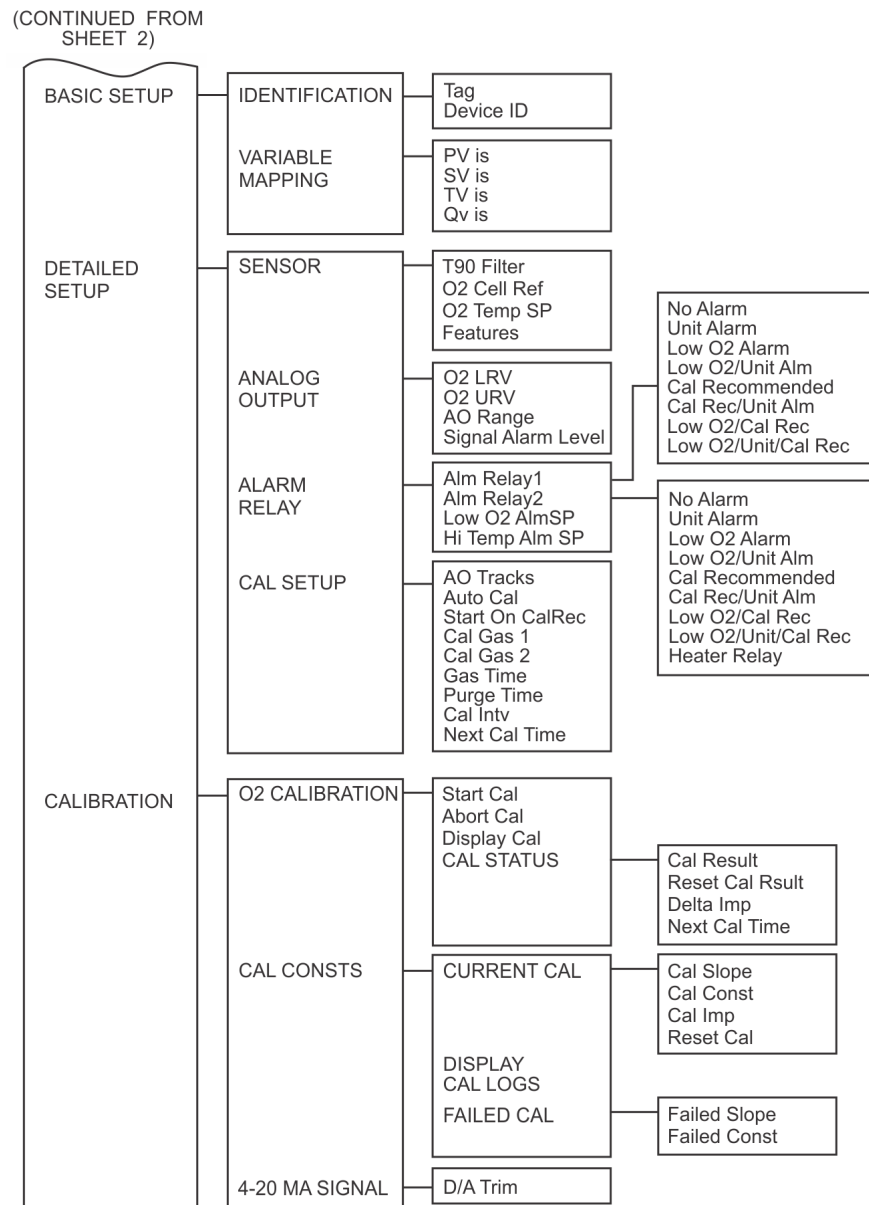 (CONTINUED FROM
SHEET 2)
BASIC SETUP
IDENTIFICATION
Tag
Device ID
VARIABLE
MAPPING
PV is
SV is
TV is
Qv is
DETAILED
SETUP
SENSOR
T90 Filter
O2 Cell Ref
O2 Temp SP
Features
ANALOG
OUTPUT
O2 LRV
O2 URV
AO Range
Signal Alarm Level
ALARM
RELAY
Alm Relay1
Alm Relay2
Low O2 AlmSP
Hi Temp Alm SP
No Alarm
Unit Alarm
Low O2 Alarm
Low O2/Unit Alm
Cal Recommended
Cal Rec/Unit Alm
Low O2/Cal Rec
Low O2/Unit/Cal Rec
No Alarm
Unit Alarm
Low O2 Alarm
Low O2/Unit Alm
Cal Recommended
Cal Rec/Unit Alm
Low O2/Cal Rec
Low O2/Unit/Cal Rec
Heater Relay
CAL SETUP
AO Tracks
Auto Cal
Start On CalRec
Cal Gas 1
Cal Gas 2
Gas Time
Purge Time
Cal Intv
Next Cal Time
CALIBRATION
O2 CALIBRATION
Start Cal
Abort Cal
Display Cal
CAL STATUS
Cal Result
Reset Cal Rsult
Delta Imp
Next Cal Time
CAL CONSTS
CURRENT CAL
Cal Slope
Cal Const
Cal Imp
Reset Cal
DISPLAY
CAL LOGS
FAILED CAL
Failed Slope
Failed Const
4-20 MA SIGNAL
D/A Trim